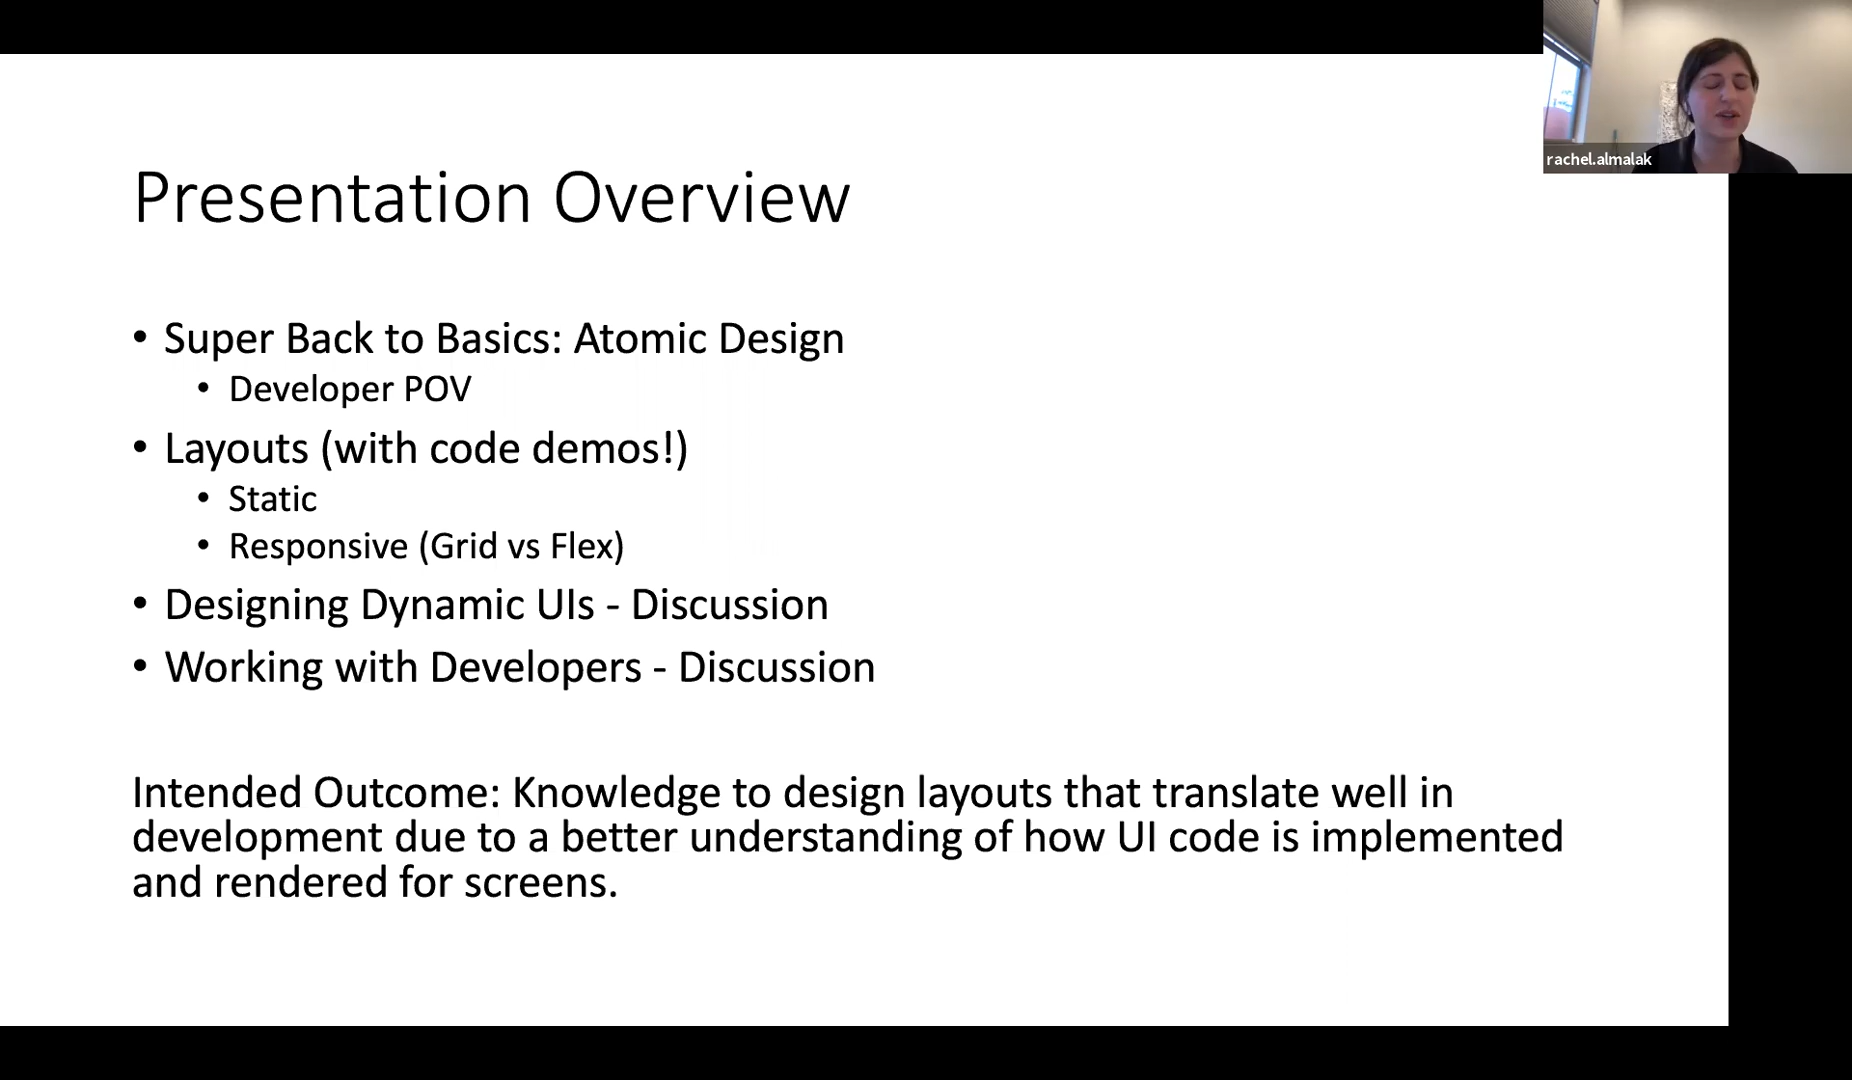 rachel.almalak
Presentation Overview
• Super Back to Basics: Atomic Design
• Developer POV
• Layouts (with code demos!)
• Static
• Responsive (Grid vs Flex)
• Designing Dynamic UIs - Discussion
• Working with Developers - Discussion
Intended Outcome: Knowledge to design layouts that translate well in
development due to a better understanding of how UI code is implemented
and rendered for screens.